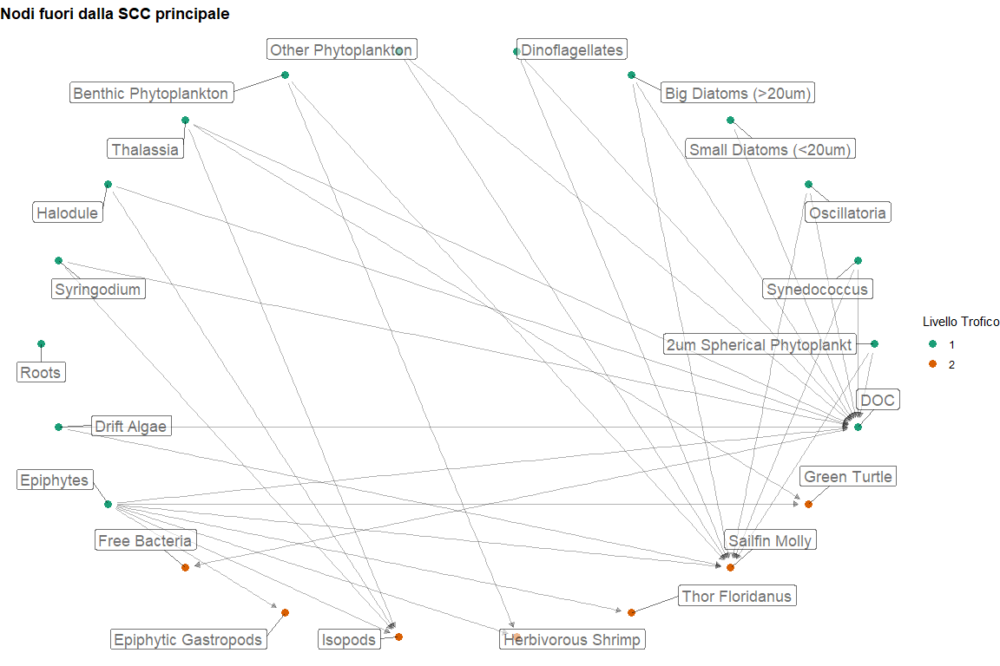 Nodi fuori dalla SCC principale
Other Phytoplankton
Dinoflagellates
Benthic Phytoplankton
Big Diatoms (>20um)
Thalassia
Small Diatoms (<20um)
Halodule
Oscillatoria
Syringodium
Synedococcus
Livello Trofico
1
2
2um Spherical Phytoplankt
Roots
DOC
Drift Algae
Epiphytes
Green Turtle
Free Bacteria
Sailfin Molly
Thor Floridanus
Epiphytic Gastropods
Isopods
Herbivorous Shrimp